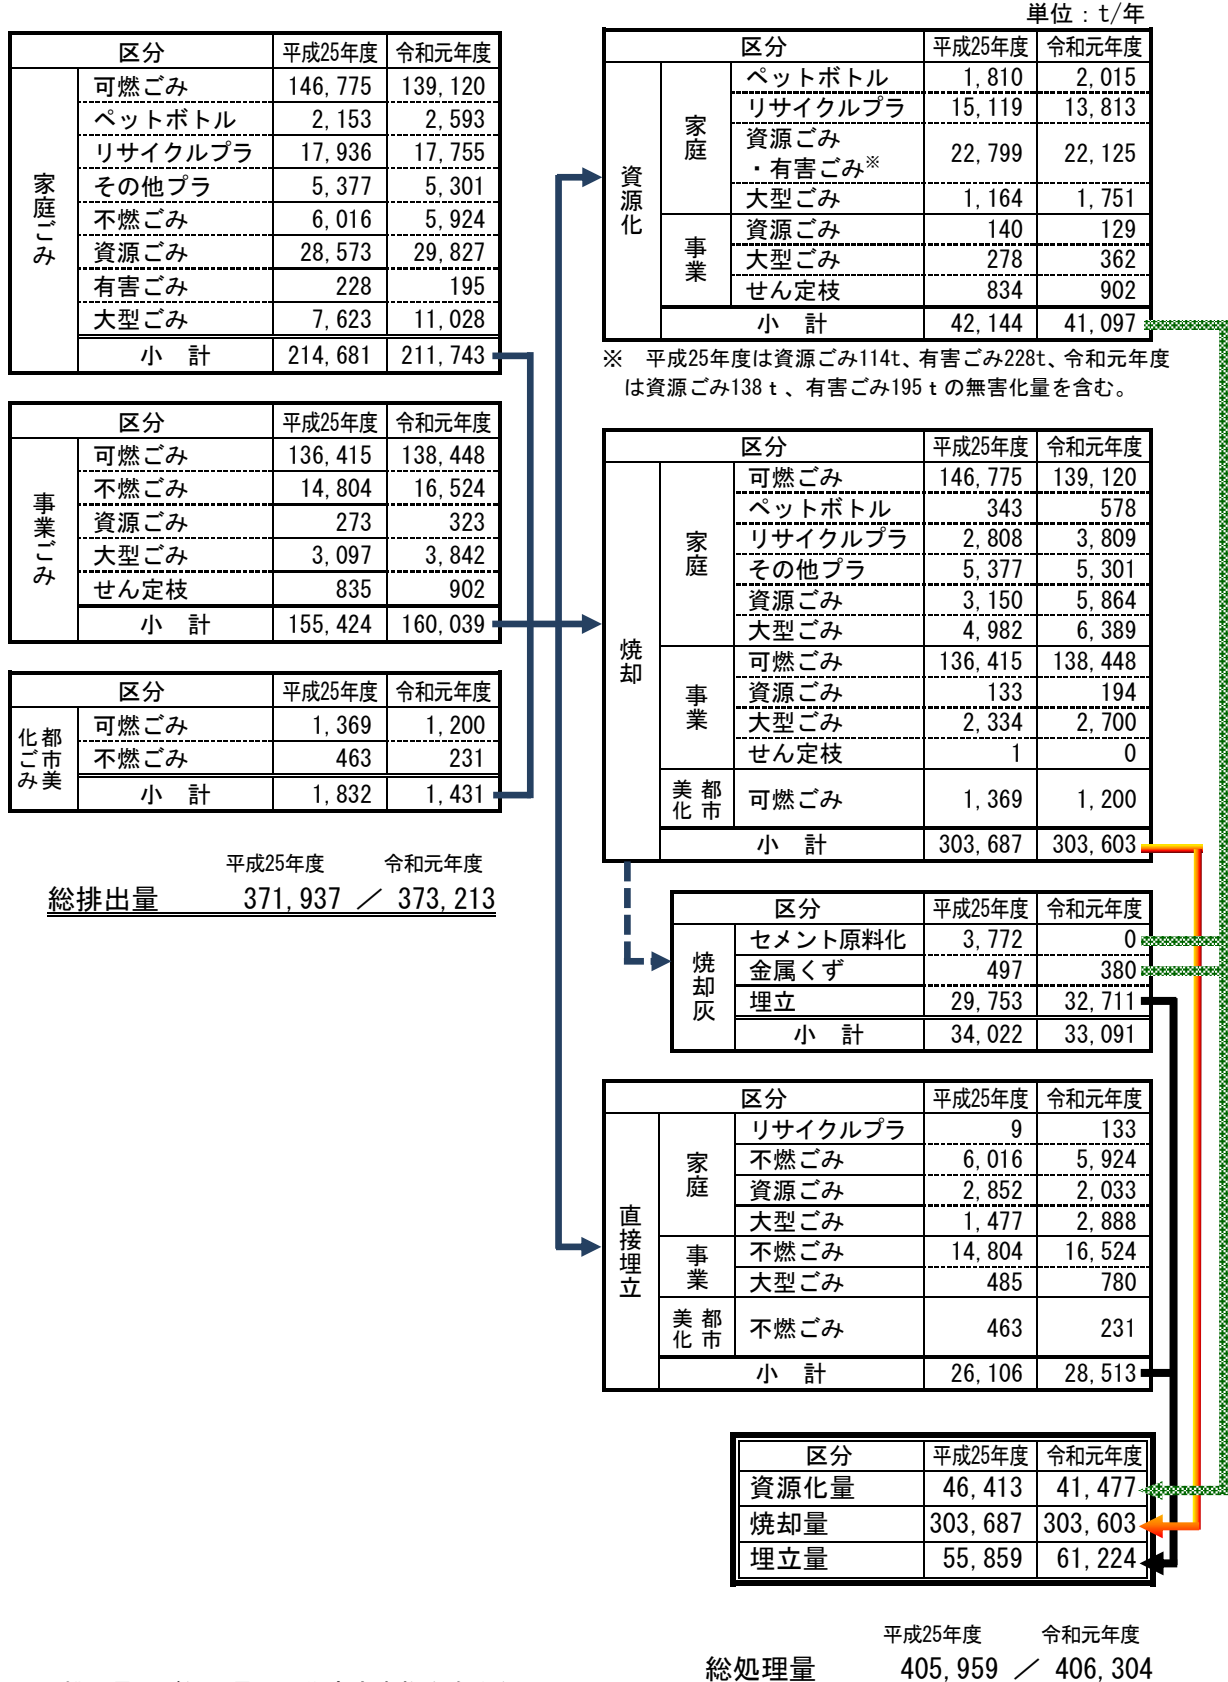 単位：t/年
区分 平成25年度 令和元年度
家庭ごみ
可燃ごみ 146,775 139,120
ペットボトル 2,153 2,593
リサイクルプラ 17,936 17,755
その他プラ 5,377 5,301
不燃ごみ 6,016 5,924
資源ごみ 28,573 29,827
有害ごみ 228 195
大型ごみ 7,623 11,028
小　計 214,681 211,743
区分 平成25年度 令和元年度
事業ごみ
可燃ごみ 136,415 138,448
不燃ごみ 14,804 16,524
資源ごみ 273 323
大型ごみ 3,097 3,842
せん定枝 835 902
小　計 155,424 160,039
区分 平成25年度 令和元年度
都市美化ごみ
可燃ごみ 1,369 1,200
不燃ごみ 463 231
小　計 1,832 1,431
平成25年度 令和元年度
総排出量 371,937 ／ 373,213
区分 平成25年度 令和元年度
資源化
家庭
ペットボトル 1,810 2,015
リサイクルプラ 15,119 13,813
資源ごみ
・有害ごみ※ 22,799 22,125
大型ごみ 1,164 1,751
事業
資源ごみ 140 129
大型ごみ 278 362
せん定枝 834 902
小　計 42,144 41,097
※　平成25年度は資源ごみ114t、有害ごみ228t、令和元年度
は資源ごみ138ｔ、有害ごみ195ｔの無害化量を含む。
区分 平成25年度 令和元年度
焼却
家庭
可燃ごみ 146,775 139,120
ペットボトル 343 578
リサイクルプラ 2,808 3,809
その他プラ 5,377 5,301
資源ごみ 3,150 5,864
大型ごみ 4,982 6,389
事業
可燃ごみ 136,415 138,448
資源ごみ 133 194
大型ごみ 2,334 2,700
せん定枝 1 0
都市美化
可燃ごみ 1,369 1,200
小　計 303,687 303,603
区分 平成25年度 令和元年度
焼却灰
セメント原料化 3,772 0
金属くず 497 380
埋立 29,753 32,711
小　計 34,022 33,091
区分 平成25年度 令和元年度
直接埋立
家庭
リサイクルプラ 9 133
不燃ごみ 6,016 5,924
資源ごみ 2,852 2,033
大型ごみ 1,477 2,888
事業
不燃ごみ 14,804 16,524
大型ごみ 485 780
都市美化
不燃ごみ 463 231
小　計 26,106 28,513
区分 平成25年度 令和元年度
資源化量 46,413 41,477
焼却量 303,687 303,603
埋立量 55,859 61,224
平成25年度 令和元年度
総処理量 405,959 ／ 406,304